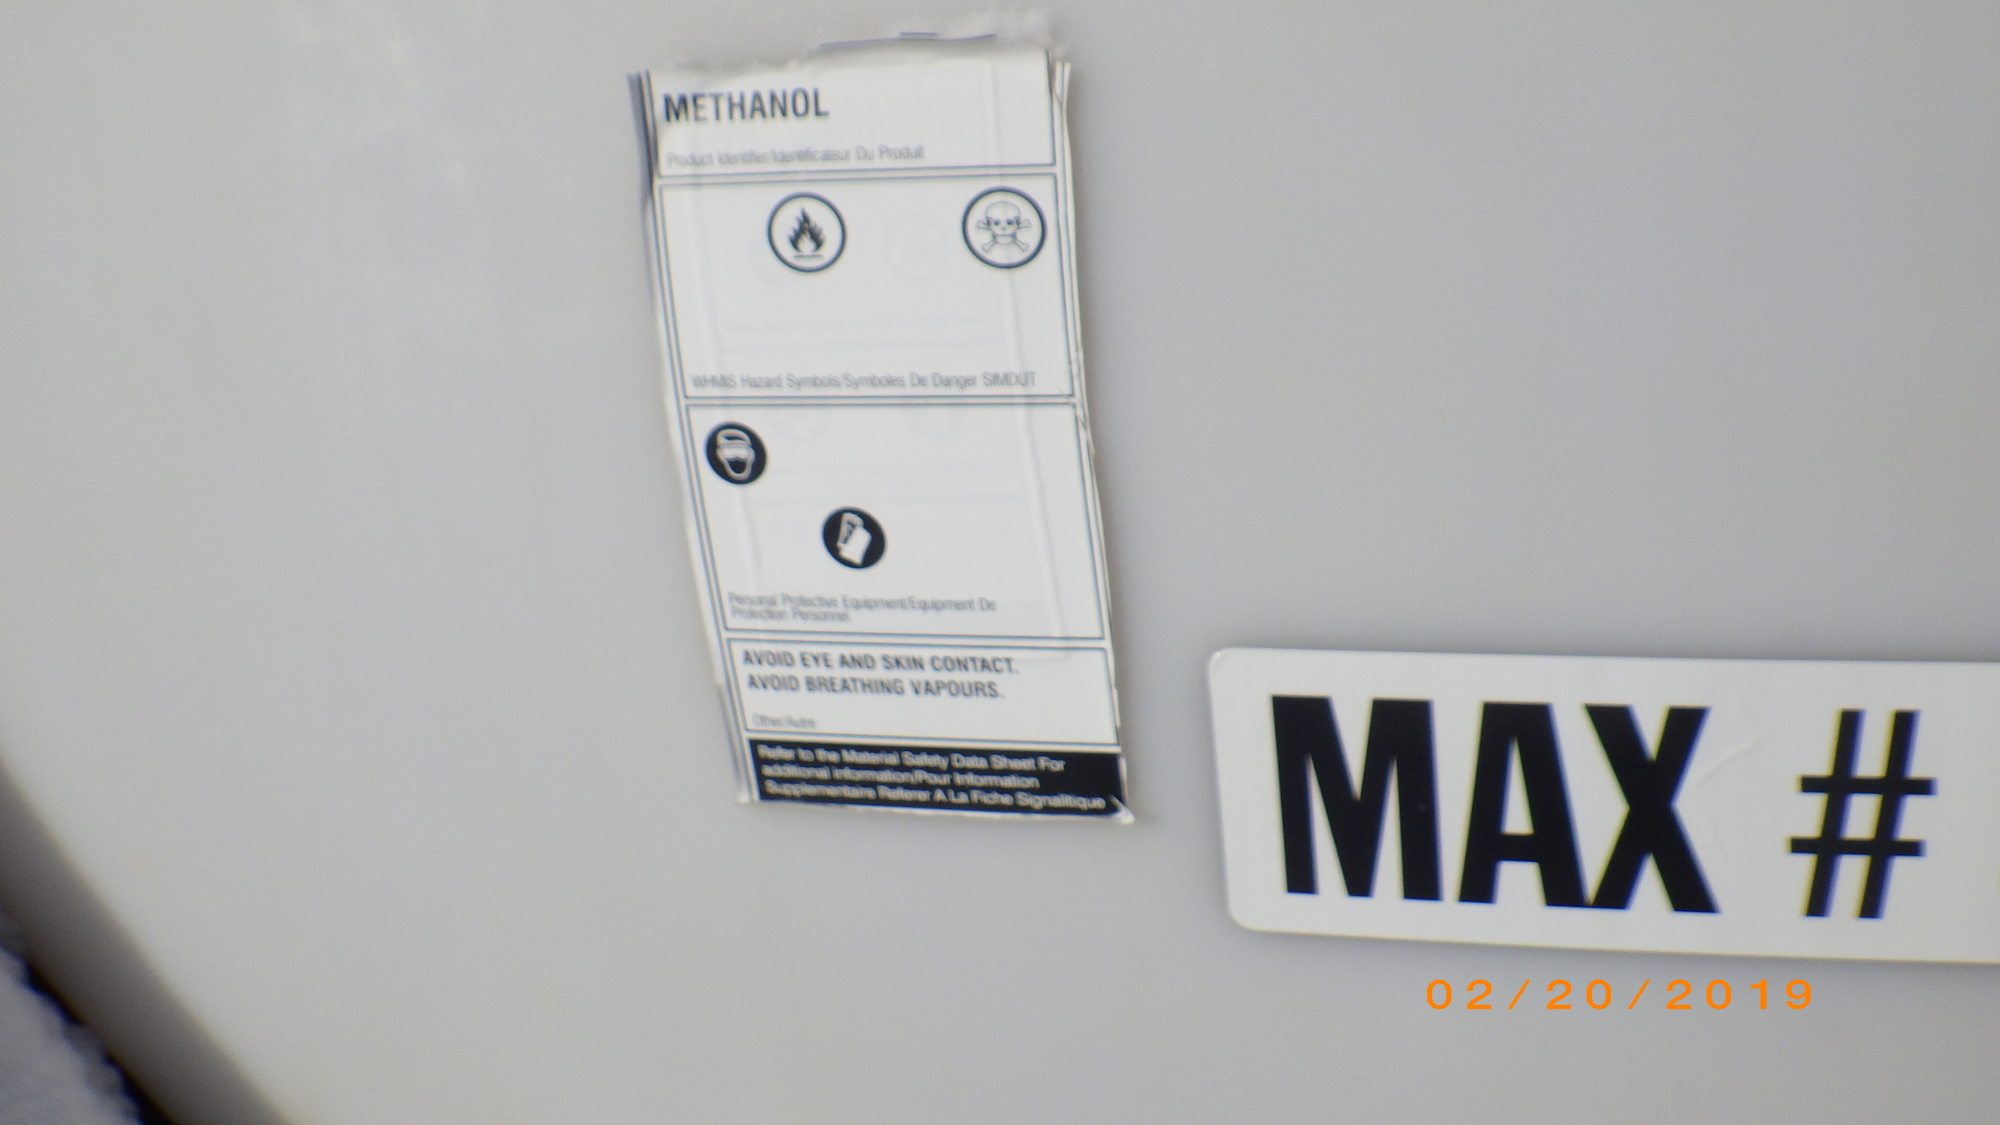 METHANOL
Product Identifier/Identificateur Du Produit
WHMIS Hazard Symbols/Symboles De Danger SIMDUT
Personal Protective Equipment/Equipment De
Protection Personnel
AVOID EYE AND SKIN CONTACT.
AVOID BREATHING VAPOURS.
Other/Autre
Refer to the Material Safety Data Sheet For
additional information/Pour Information
Supplementaire Referer A La Fiche Signalitique
MAX #
02/20/2019